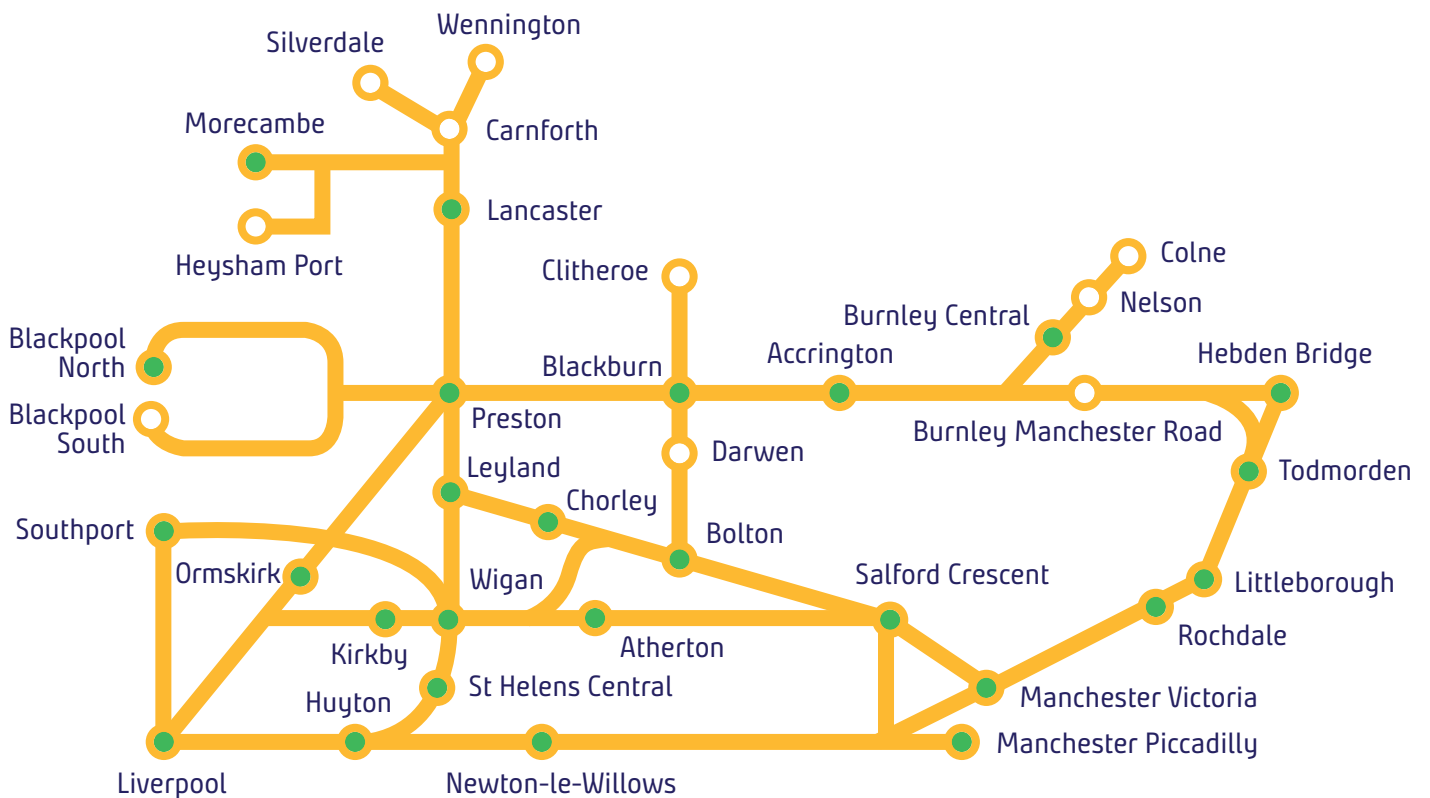 Wennington
Silverdale
Morecambe
Carnforth
Lancaster
Heysham Port
Clitheroe
Colne
Nelson
Burnley Central
Blackpool
North
Blackburn
Accrington
Hebden Bridge
Blackpool
South
Preston
Burnley Manchester Road
Darwen
Leyland
Todmorden
Chorley
Southport
Bolton
Ormskirk
Wigan
Salford Crescent
Littleborough
Rochdale
Kirkby
Atherton
St Helens Central
Huyton
Manchester Victoria
Manchester Piccadilly
Liverpool
Newton-le-Willows